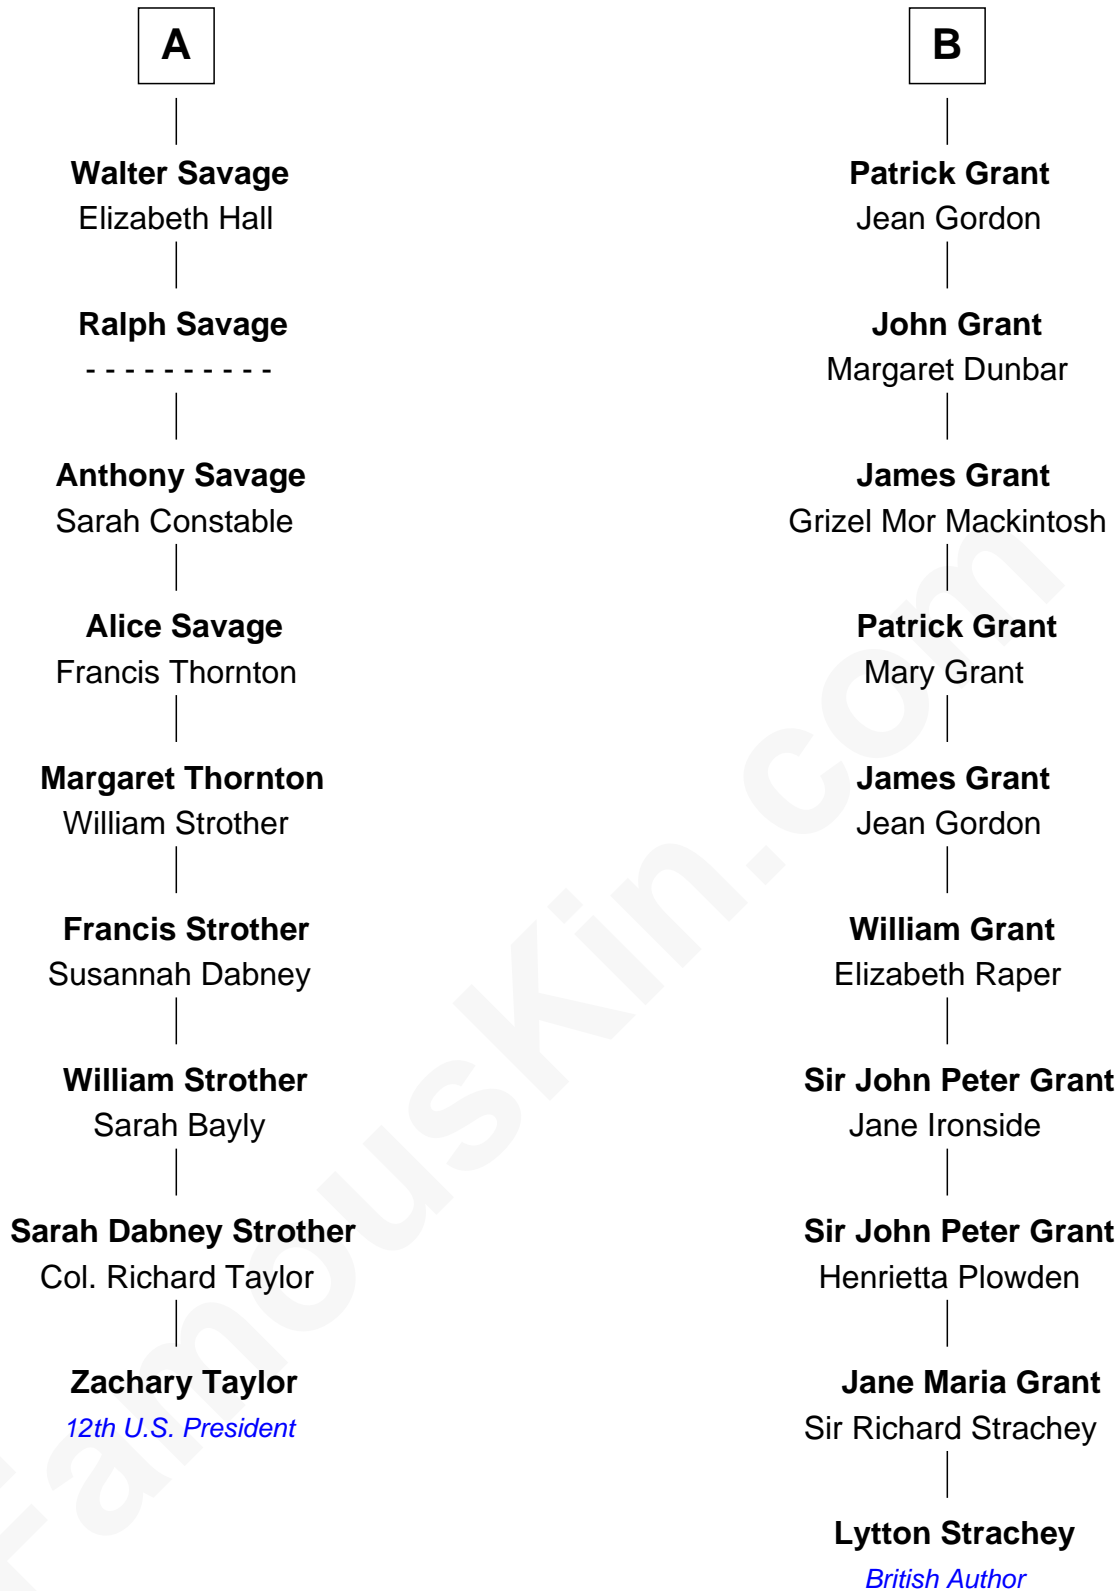 A
Walter Savage
Elizabeth Hall
Ralph Savage
- - - - - - - - - -
Anthony Savage
Sarah Constable
Alice Savage
Francis Thornton
Margaret Thornton
William Strother
Francis Strother
Susannah Dabney
William Strother
Sarah Bayly
Sarah Dabney Strother
Col. Richard Taylor
Zachary Taylor
12th U.S. President
B
Patrick Grant
Jean Gordon
John Grant
Margaret Dunbar
James Grant
Grizel Mor Mackintosh
Patrick Grant
Mary Grant
James Grant
Jean Gordon
William Grant
Elizabeth Raper
Sir John Peter Grant
Jane Ironside
Sir John Peter Grant
Henrietta Plowden
Jane Maria Grant
Sir Richard Strachey
Lytton Strachey
British Author
FamousKin.com